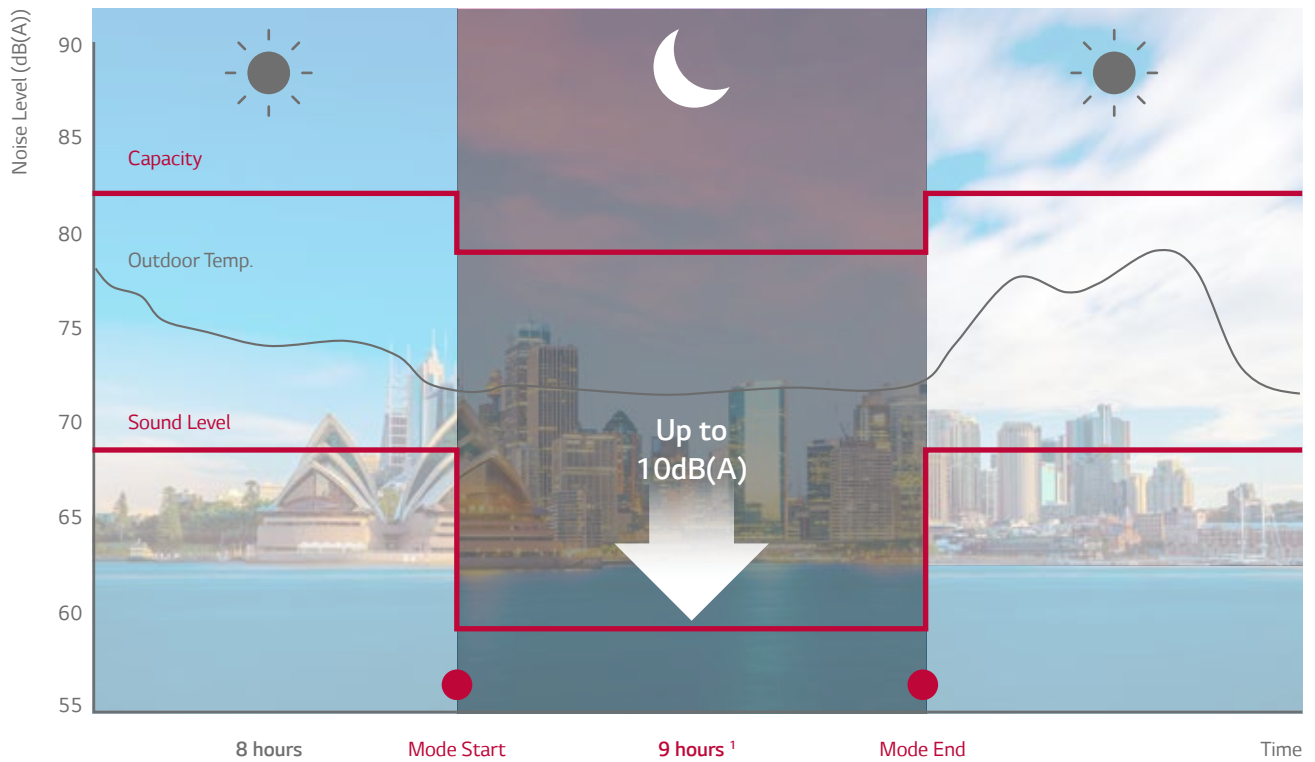 Noise Level (dB(A))
90
85
80
75
70
65
60
55
Capacity
Outdoor Temp.
Sound Level
Up to
10dB(A)
8 hours
Mode Start
9 hours ¹
Mode End
Time